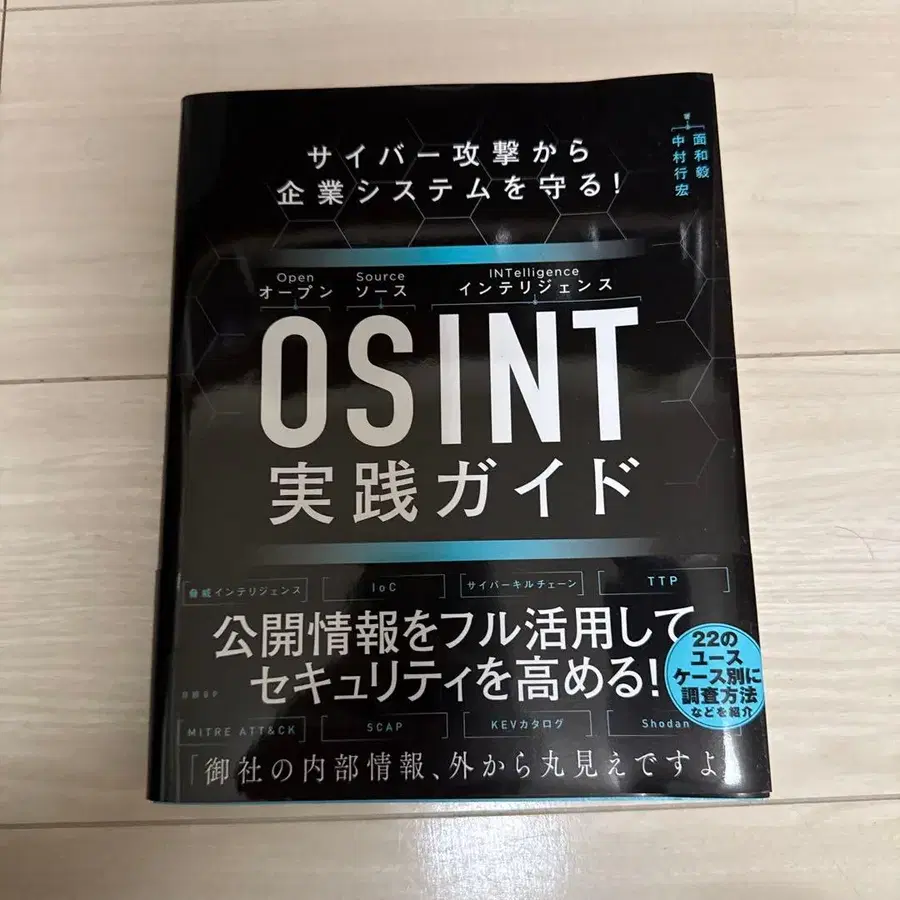 サイバー攻撃から
企業システムを守る!
著
面和毅
中村行宏
Open Source INTelligence
オープン ソース インテリジェンス
OSINT
実践ガイド
脅威インテリジェンス IoC サイバーキルチェーン TTP
公開情報をフル活用して
セキュリティを高める!
22の
ユース
ケース別に
調査方法
などを紹介
日経BP
MITRE ATT&CK SCAP KEVカタログ Shodan
「御社の内部情報、外から丸見えですよ」